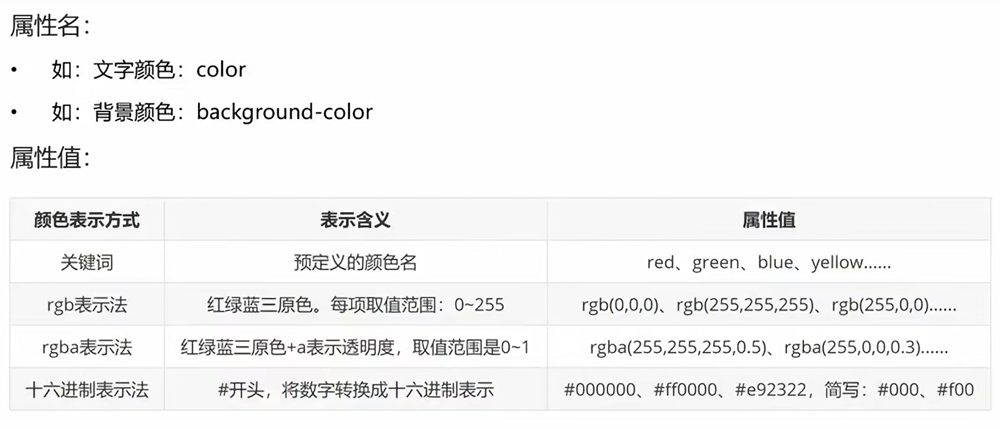 属性名：
• 如：文字颜色：color
• 如：背景颜色：background-color
属性值：
颜色表示方式 表示含义 属性值
关键词 预定义的颜色名 red、green、blue、yellow......
rgb表示法 红绿蓝三原色。每项取值范围：0~255 rgb(0,0,0)、rgb(255,255,255)、rgb(255,0,0)......
rgba表示法 红绿蓝三原色+a表示透明度，取值范围是0~1 rgba(255,255,255,0.5)、rgba(255,0,0,0.3)......
十六进制表示法 #开头，将数字转换成十六进制表示 #000000、#ff0000、#e92322，简写：#000、#f00